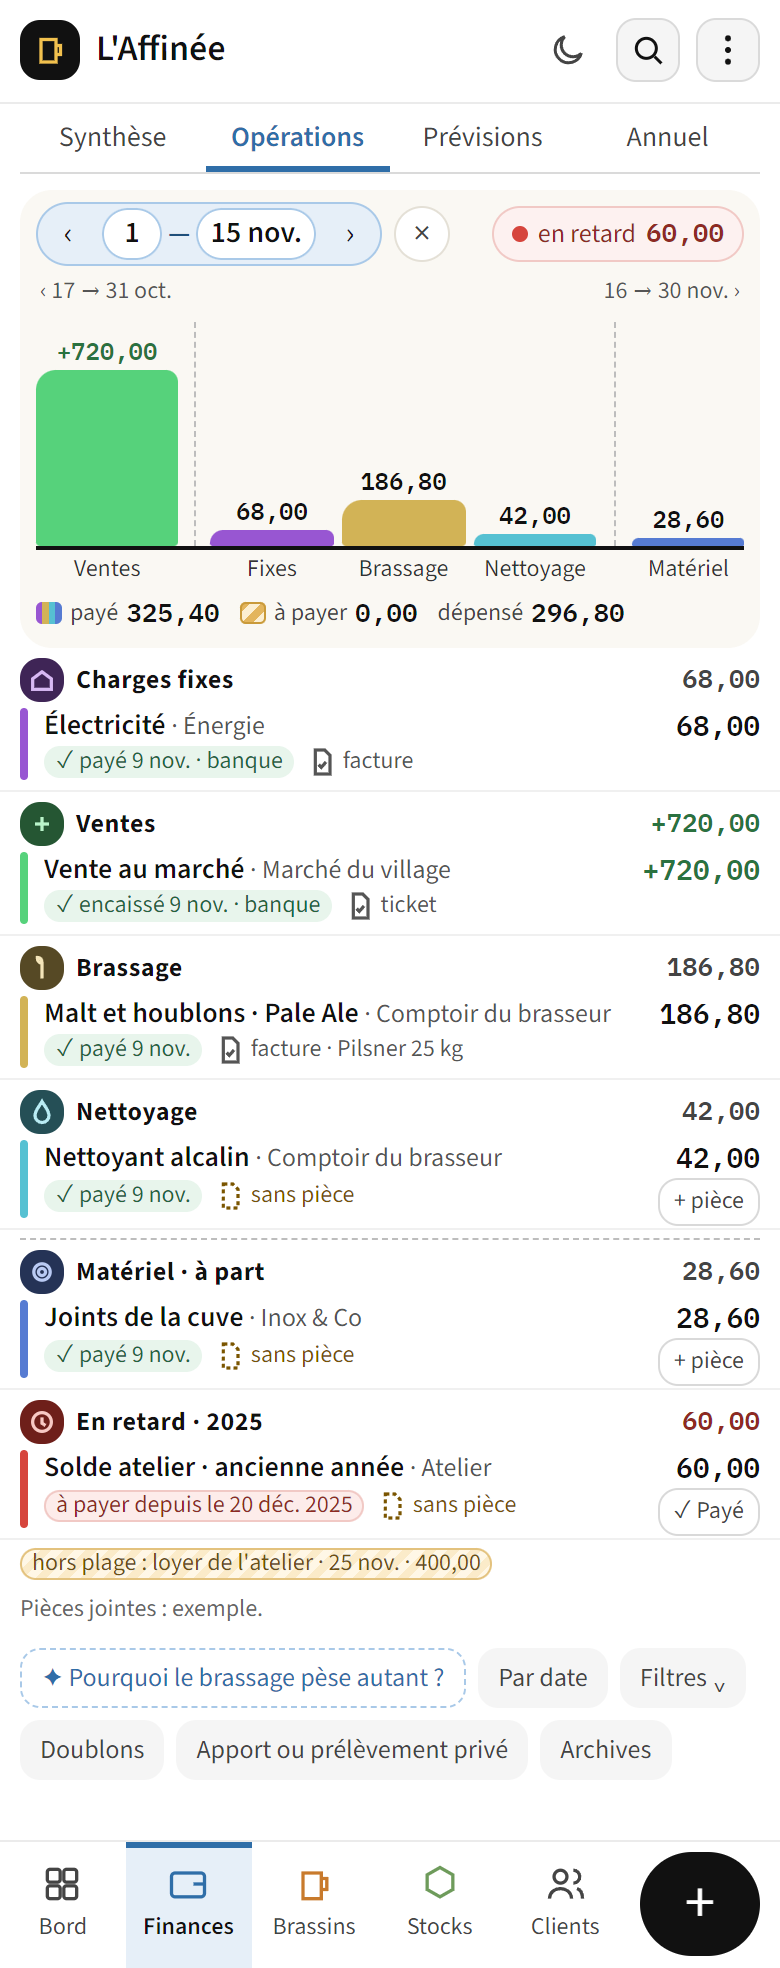 L'Affinée
Synthèse Opérations Prévisions Annuel
‹ 1 — 15 nov. › × en retard 60,00
‹ 17 → 31 oct. 16 → 30 nov. ›
+720,00
186,80
68,00 42,00 28,60
Ventes Fixes Brassage Nettoyage Matériel
payé 325,40 à payer 0,00 dépensé 296,80
Charges fixes 68,00
Électricité · Énergie 68,00
✓ payé 9 nov. · banque facture
Ventes +720,00
Vente au marché · Marché du village +720,00
✓ encaissé 9 nov. · banque ticket
Brassage 186,80
Malt et houblons · Pale Ale · Comptoir du brasseur 186,80
✓ payé 9 nov. facture · Pilsner 25 kg
Nettoyage 42,00
Nettoyant alcalin · Comptoir du brasseur 42,00
✓ payé 9 nov. sans pièce + pièce
Matériel · à part 28,60
Joints de la cuve · Inox & Co 28,60
✓ payé 9 nov. sans pièce + pièce
En retard · 2025 60,00
Solde atelier · ancienne année · Atelier 60,00
à payer depuis le 20 déc. 2025 sans pièce ✓ Payé
hors plage : loyer de l'atelier · 25 nov. · 400,00
Pièces jointes : exemple.
✦ Pourquoi le brassage pèse autant ? Par date Filtres ˅
Doublons Apport ou prélèvement privé Archives
Bord Finances Brassins Stocks Clients +